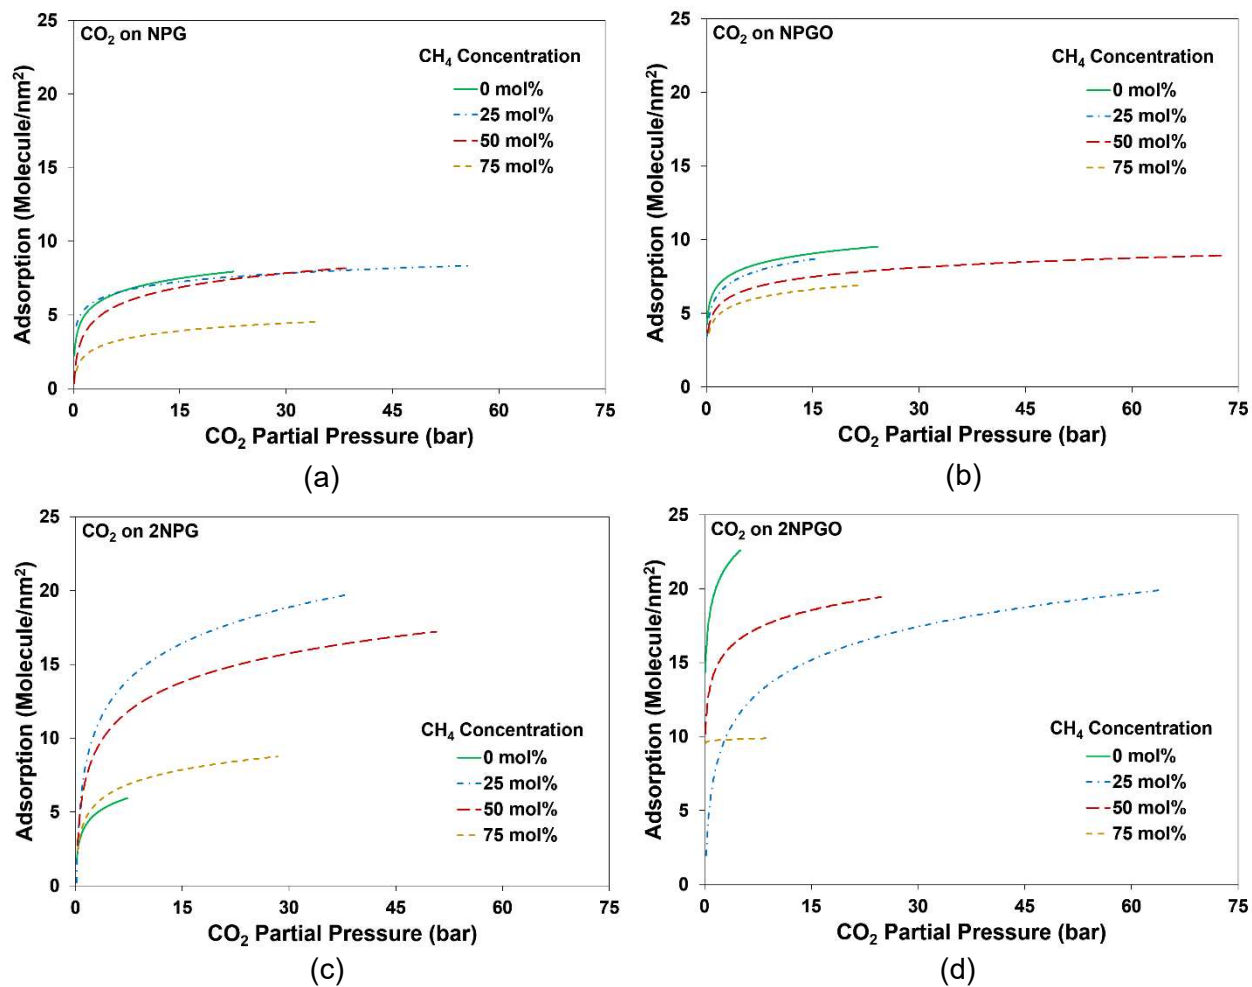 CO₂ on NPG
CH₄ Concentration
0 mol%
25 mol%
50 mol%
75 mol%
Adsorption (Molecule/nm²)
25
20
15
10
5
0
0 15 30 45 60 75
CO₂ Partial Pressure (bar)
(a)
CO₂ on NPGO
CH₄ Concentration
0 mol%
25 mol%
50 mol%
75 mol%
Adsorption (Molecule/nm²)
25
20
15
10
5
0
0 15 30 45 60 75
CO₂ Partial Pressure (bar)
(b)
CO₂ on 2NPG
CH₄ Concentration
0 mol%
25 mol%
50 mol%
75 mol%
Adsorption (Molecule/nm²)
25
20
15
10
5
0
0 15 30 45 60 75
CO₂ Partial Pressure (bar)
(c)
CO₂ on 2NPGO
CH₄ Concentration
0 mol%
25 mol%
50 mol%
75 mol%
Adsorption (Molecule/nm²)
25
20
15
10
5
0
0 15 30 45 60 75
CO₂ Partial Pressure (bar)
(d)